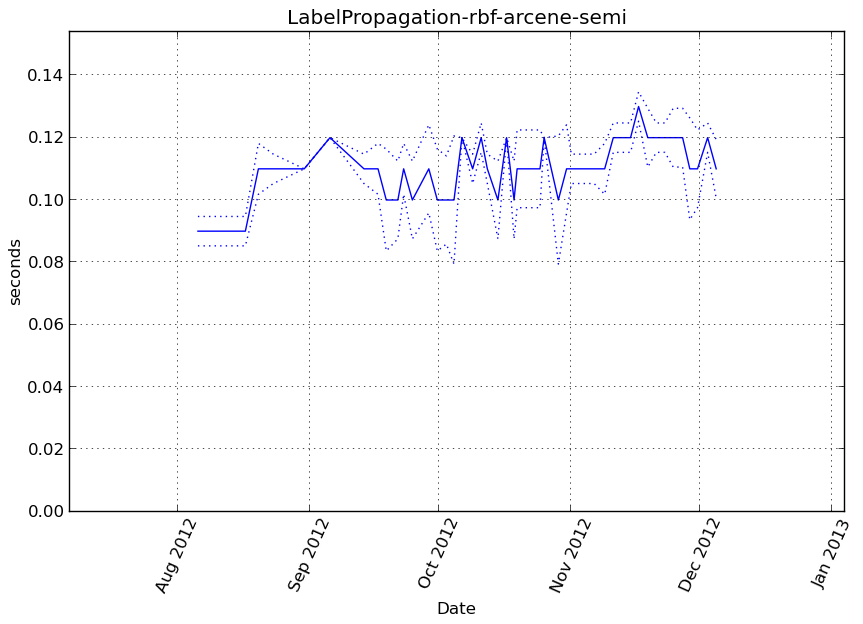 LabelPropagation-rbf-arcene-semi
0.14
0.12
0.10
0.08
0.06
0.04
0.02
0.00
seconds
Aug 2012
Sep 2012
Oct 2012
Nov 2012
Dec 2012
Jan 2013
Date